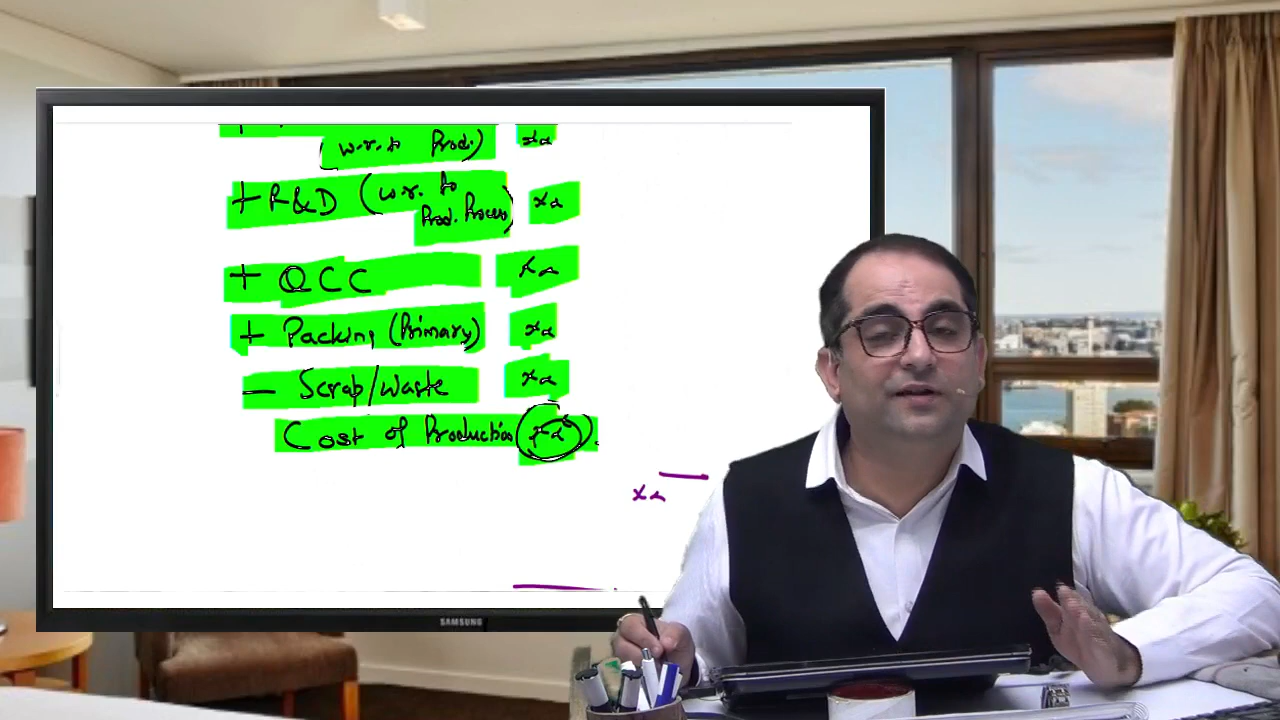 (w.r.to Prod.) xx
+ R&D (w.r. to xx
Prod. Process)
+ QCC xx
+ Packing (Primary) xx
- Scrap/Waste xx
Cost of Production (xx).
xx
SAMSUNG